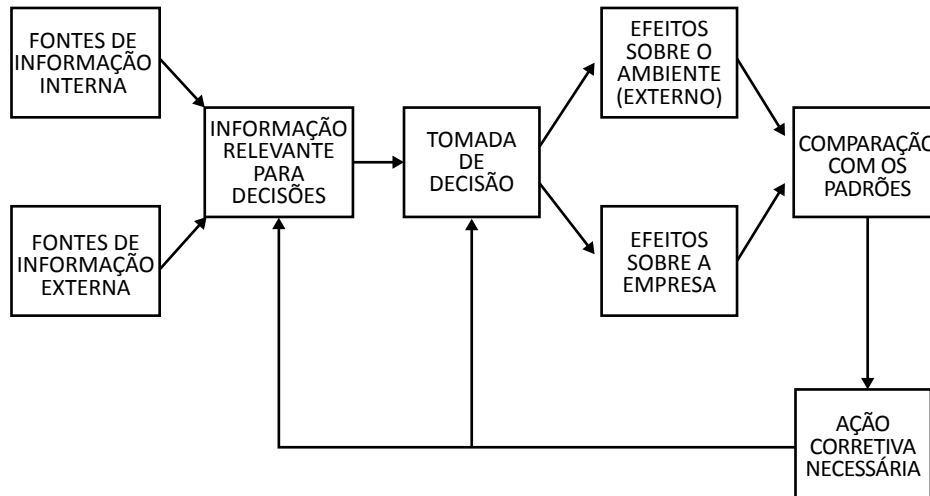 FONTES DE
INFORMAÇÃO
INTERNA
FONTES DE
INFORMAÇÃO
EXTERNA
INFORMAÇÃO
RELEVANTE
PARA
DECISÕES
TOMADA
DE
DECISÃO
EFEITOS
SOBRE O
AMBIENTE
(EXTERNO)
EFEITOS
SOBRE A
EMPRESA
COMPARAÇÃO
COM OS
PADRÕES
AÇÃO
CORRETIVA
NECESSÁRIA